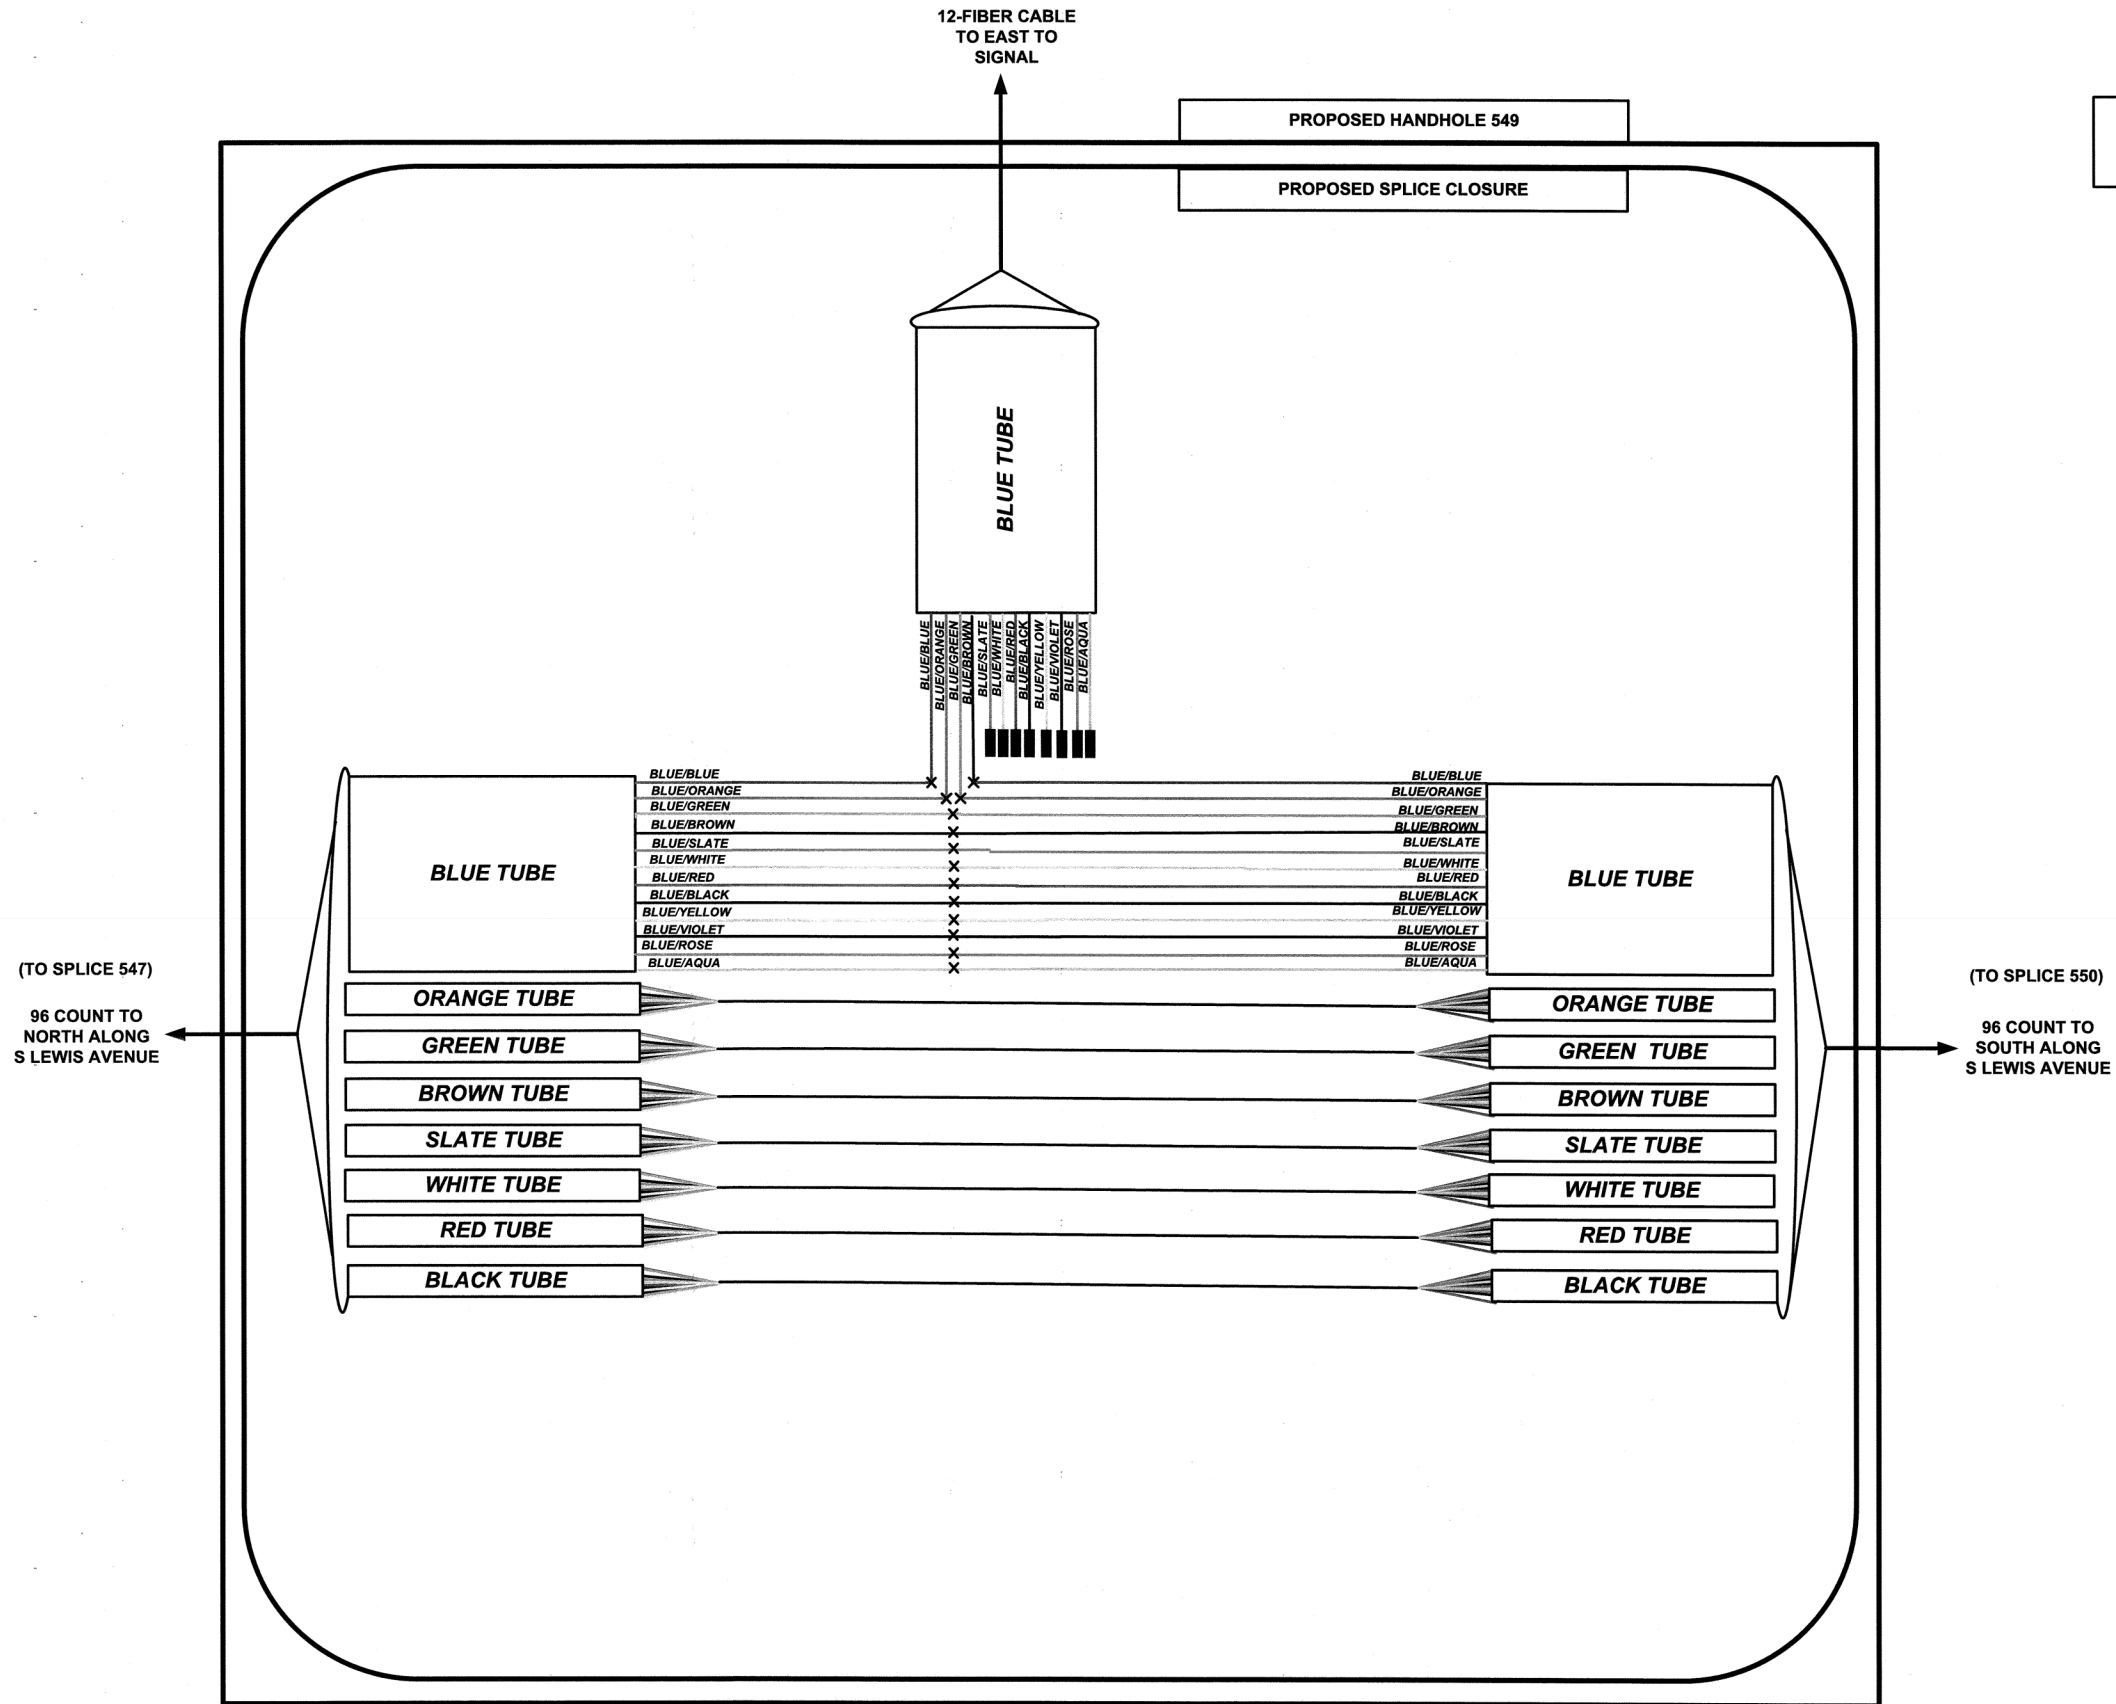 12-FIBER CABLE
TO EAST TO
SIGNAL
PROPOSED HANDHOLE 549
PROPOSED SPLICE CLOSURE
BLUE TUBE
BLUE/BLUE
BLUE/ORANGE
BLUE/GREEN
BLUE/BROWN
BLUE/SLATE
BLUE/WHITE
BLUE/RED
BLUE/BLACK
BLUE/YELLOW
BLUE/VIOLET
BLUE/ROSE
BLUE/AQUA
BLUE TUBE
BLUE/BLUE
BLUE/ORANGE
BLUE/GREEN
BLUE/BROWN
BLUE/SLATE
BLUE/WHITE
BLUE/RED
BLUE/BLACK
BLUE/YELLOW
BLUE/VIOLET
BLUE/ROSE
BLUE/AQUA
BLUE/BLUE
BLUE/ORANGE
BLUE/GREEN
BLUE/BROWN
BLUE/SLATE
BLUE/WHITE
BLUE/RED
BLUE/BLACK
BLUE/YELLOW
BLUE/VIOLET
BLUE/ROSE
BLUE/AQUA
BLUE TUBE
(TO SPLICE 547)
96 COUNT TO
NORTH ALONG
S LEWIS AVENUE
ORANGE TUBE
GREEN TUBE
BROWN TUBE
SLATE TUBE
WHITE TUBE
RED TUBE
BLACK TUBE
ORANGE TUBE
GREEN TUBE
BROWN TUBE
SLATE TUBE
WHITE TUBE
RED TUBE
BLACK TUBE
(TO SPLICE 550)
96 COUNT TO
SOUTH ALONG
S LEWIS AVENUE